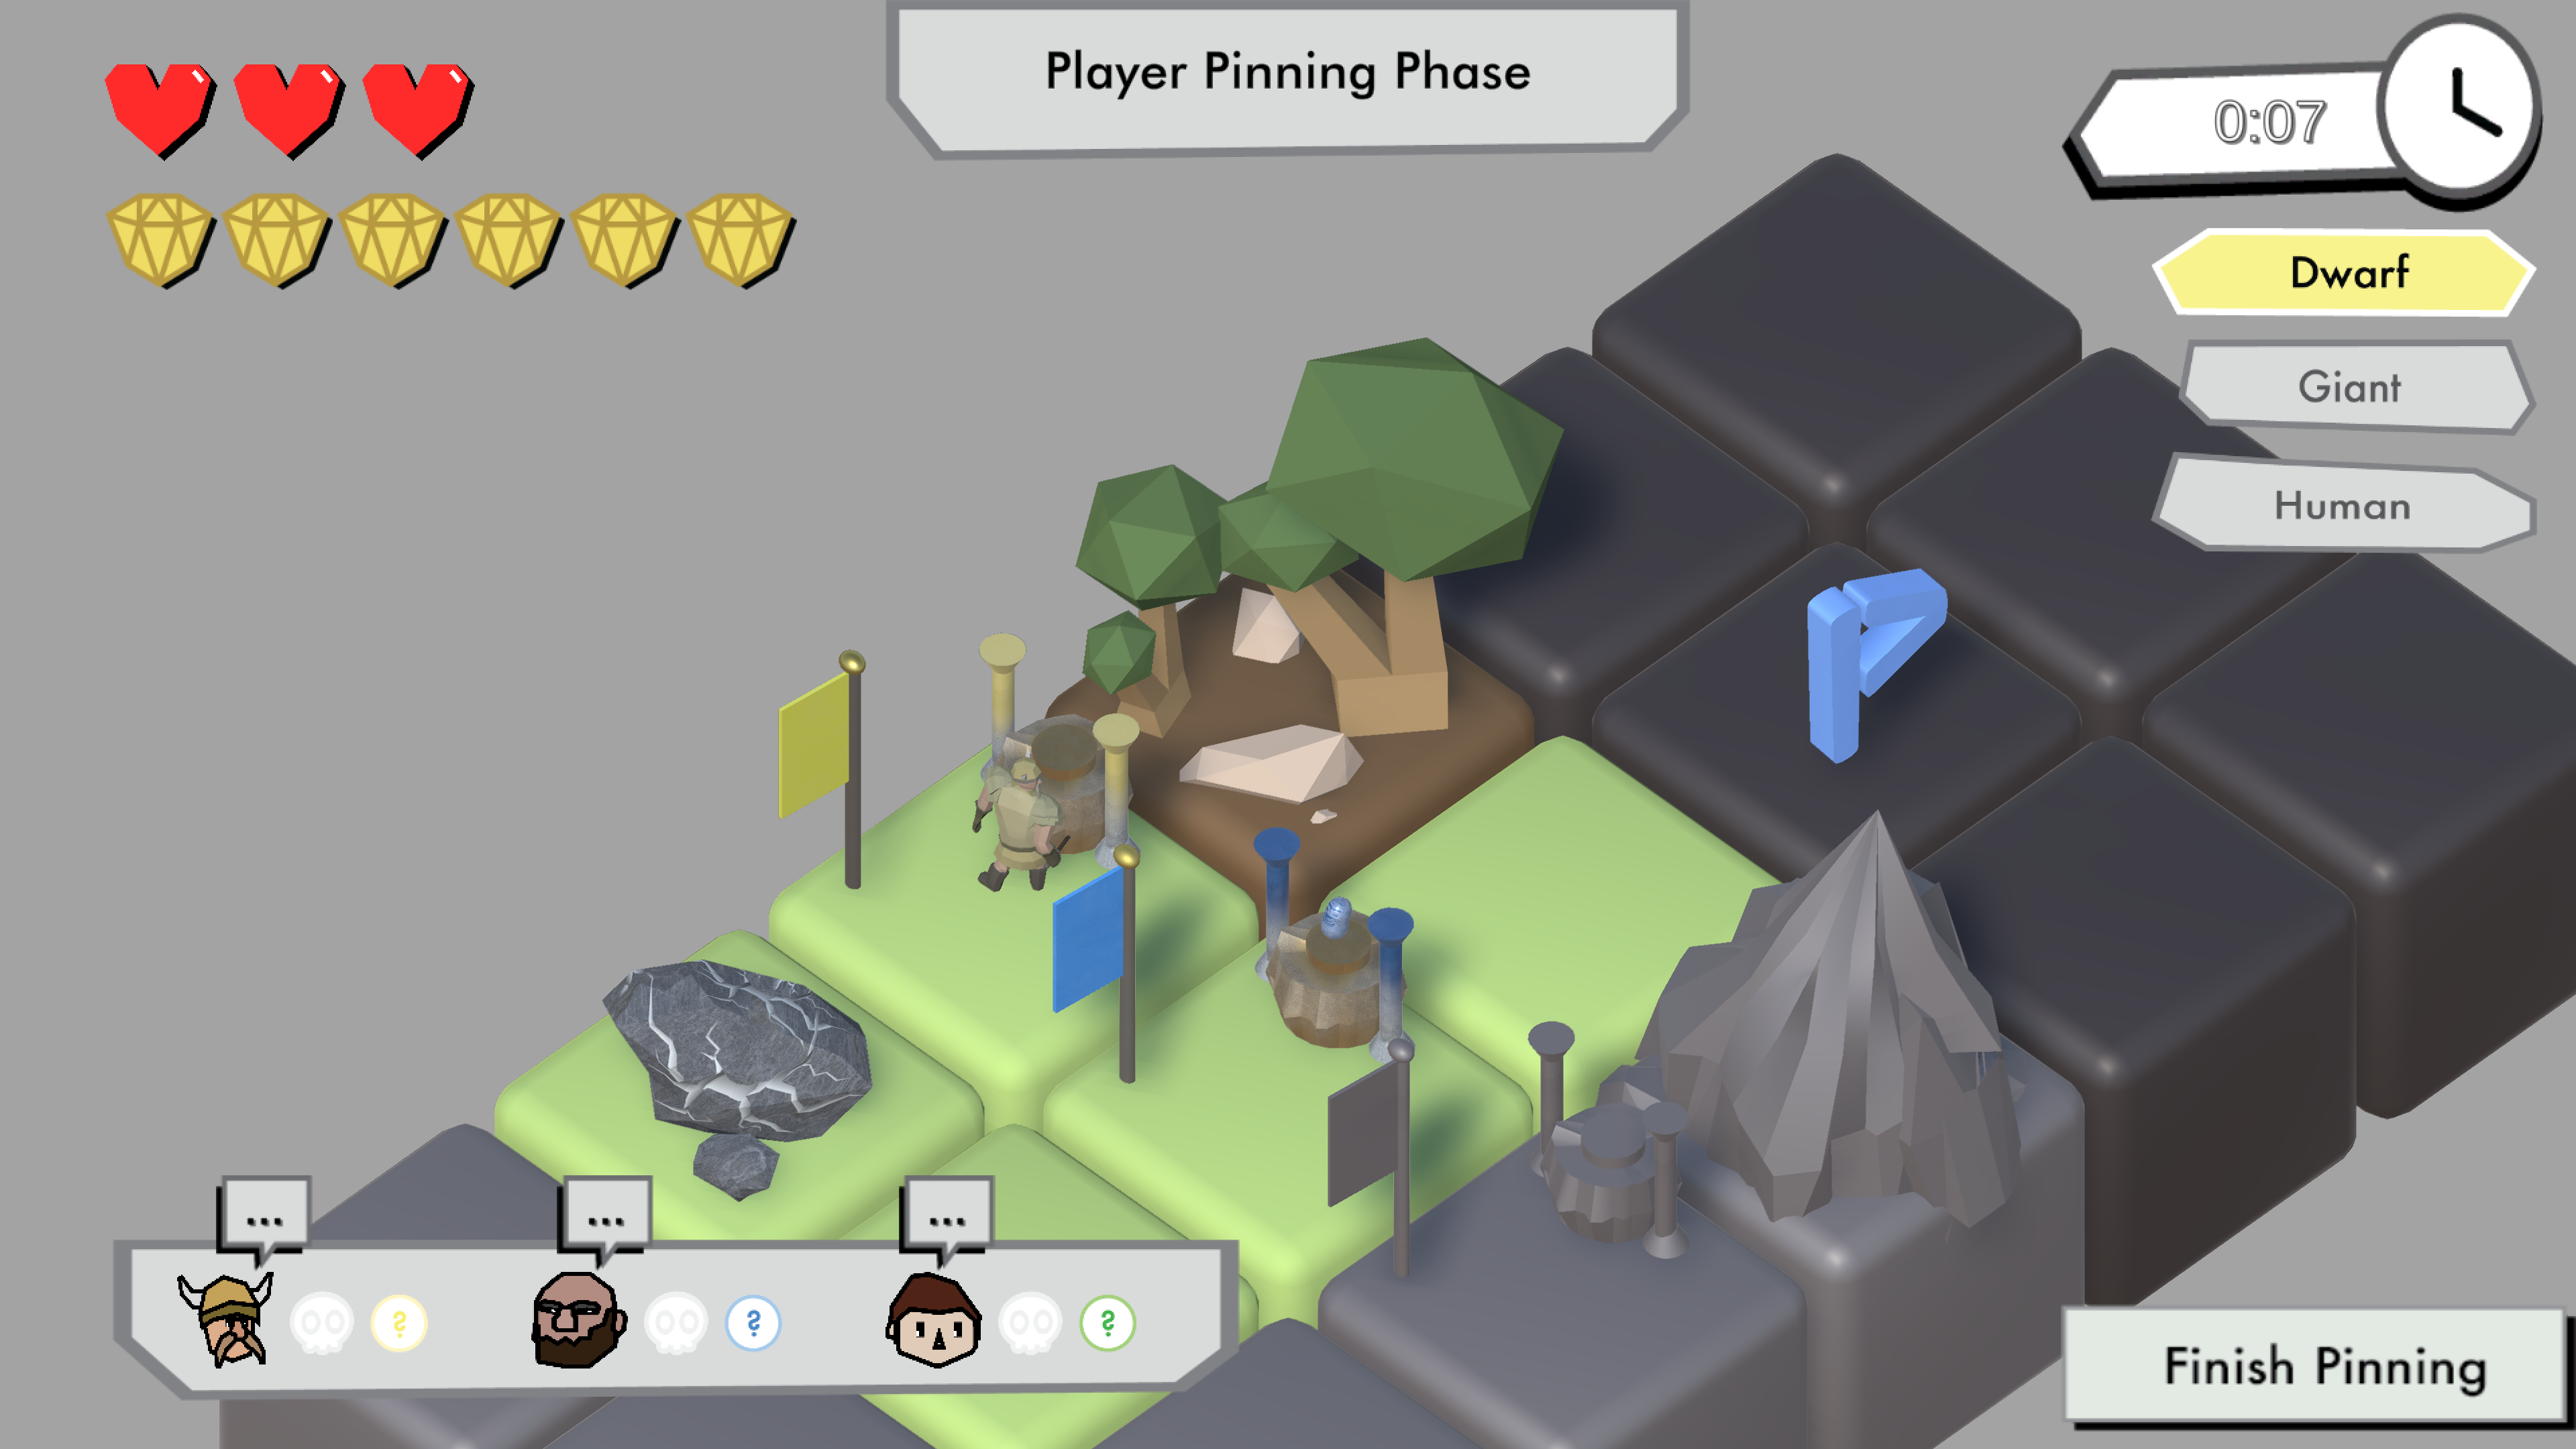 Player Pinning Phase
0:07
Dwarf
Giant
Human
... ... ...
? ? ?
Finish Pinning